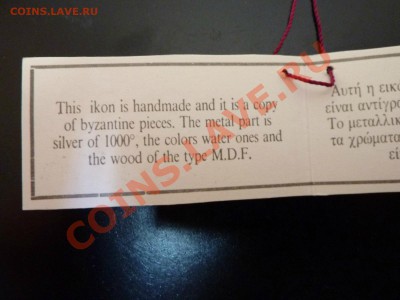 COINS.LAVE.RU
This ikon is handmade and it is a copy
of byzantine pieces. The metal part is
silver of 1000°, the colors water ones and
the wood of the type M.D.F.
Αυτή η εικο
είναι αντίγρα
Το μεταλλικ
τα χρώματα
εί
COINS.LAVE.RU